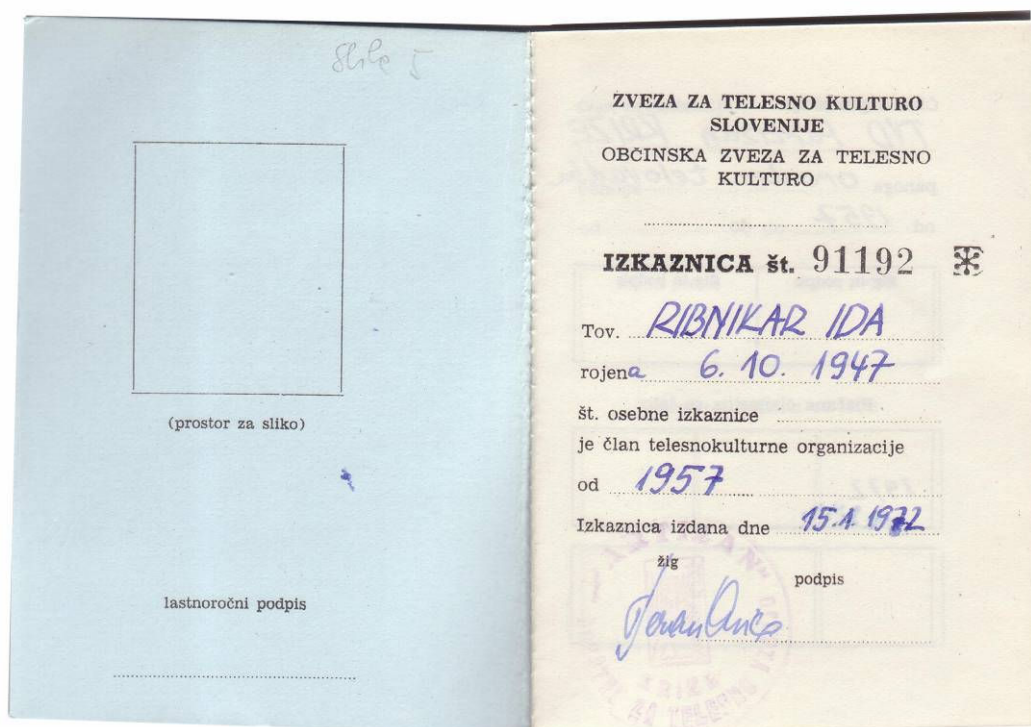 (prostor za sliko)
lastnoročni podpis
ZVEZA ZA TELESNO KULTURO
SLOVENIJE
OBČINSKA ZVEZA ZA TELESNO
KULTURO
IZKAZNICA št. 91192
Tov. RIBNIKAR IDA
rojena 6. 10. 1947
št. osebne izkaznice
je član telesnokulturne organizacije
od 1957
Izkaznica izdana dne 15.1.1972
žig
podpis